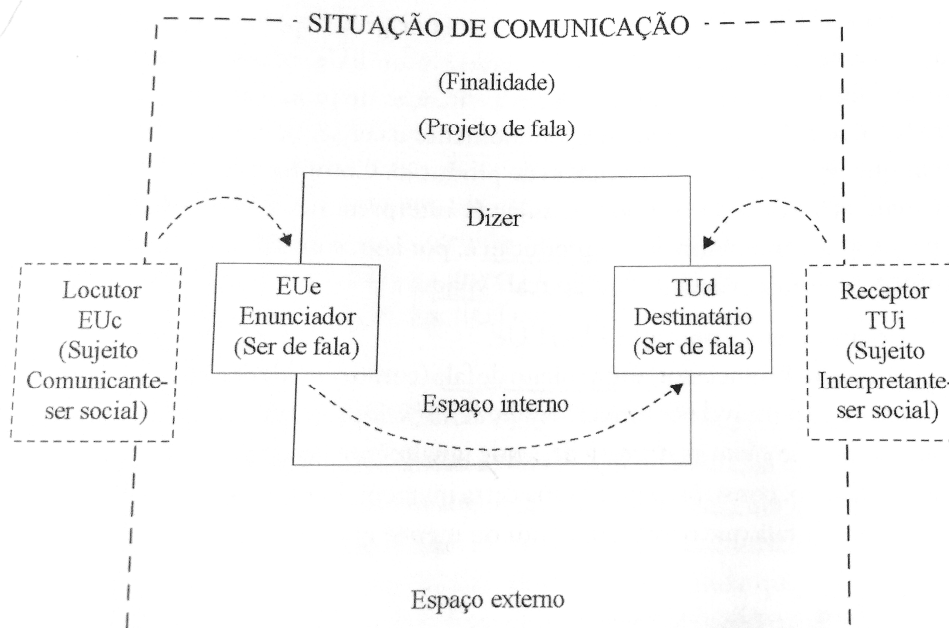 SITUAÇÃO DE COMUNICAÇÃO
(Finalidade)
(Projeto de fala)
Dizer
Locutor
EUc
(Sujeito
Comunicante-
ser social)
EUe
Enunciador
(Ser de fala)
TUd
Destinatário
(Ser de fala)
Receptor
TUi
(Sujeito
Interpretante-
ser social)
Espaço interno
Espaço externo